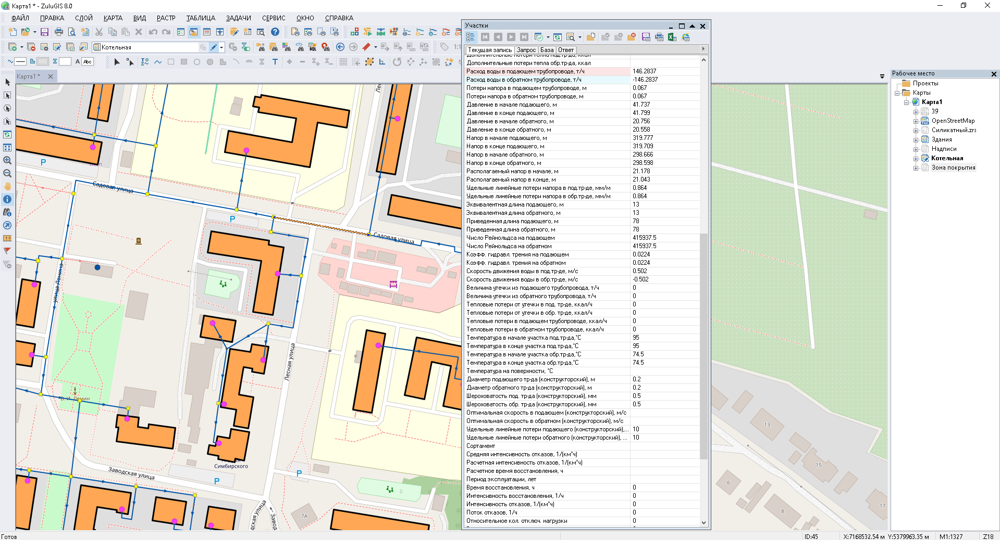 Карта1 * - ZuluGIS 8.0
ФАЙЛ ПРАВКА СЛОЙ КАРТА ВИД РАСТР ТАБЛИЦА ЗАДАЧИ СЕРВИС ОКНО СПРАВКА
Котельная
SQL
1:1
A Abc
Карта1 *
Участки
Текущая запись Запрос База Ответ
Дополнительные потери тепла под.тр-да, ккал
Дополнительные потери тепла обр.тр-да, ккал
Расход воды в подающем трубопроводе, т/ч 146.2837
Расход воды в обратном трубопроводе, т/ч -146.2837
Потери напора в подающем трубопроводе, м 0.067
Потери напора в обратном трубопроводе, м 0.067
Давление в начале подающего, м 41.737
Давление в конце подающего, м 41.799
Давление в начале обратного, м 20.756
Давление в конце обратного, м 20.558
Напор в начале подающего, м 319.777
Напор в конце подающего, м 319.709
Напор в начале обратного, м 298.666
Напор в конце обратного, м 298.598
Располагаемый напор в начале, м 21.178
Располагаемый напор в конце, м 21.043
Удельные линейные потери напора в под.тр-де, мм/м 0.864
Удельные линейные потери напора в обр.тр-де, мм/м 0.864
Эквивалентная длина подающего, м 13
Эквивалентная длина обратного, м 13
Приведенная длина подающего, м 78
Приведенная длина обратного, м 78
Число Рейнольдса на подающем 415937.5
Число Рейнольдса на обратном 415937.5
Коэфф. гидравл. трения на подающем 0.0224
Коэфф. гидравл. трения на обратном 0.0224
Скорость движения воды в под.тр-де, м/с 0.502
Скорость движения воды в обр.тр-де, м/с -0.502
Величина утечки из подающего трубопровода, т/ч 0
Величина утечки из обратного трубопровода, т/ч 0
Тепловые потери от утечки в под. тр-де, ккал/ч 0
Тепловые потери от утечки в обр. тр-де, ккал/ч 0
Тепловые потери в подающем трубопроводе, ккал/ч 0
Тепловые потери в обратном трубопроводе, ккал/ч 0
Температура в начале участка под.тр-да,°C 95
Температура в конце участка под.тр-да,°C 95
Температура в начале участка обр.тр-да,°C 74.5
Температура в конце участка обр.тр-да,°C 74.5
Температура на поверхности, °C
Диаметр подающего тр-да (конструкторский), м 0.2
Диаметр обратного тр-да (конструкторский), м 0.2
Шероховатость под. тр-да (конструкторский), мм 0.5
Шероховатость обр. тр-да (конструкторский), мм 0.5
Оптимальная скорость в подающем (конструкторский), м/с
Оптимальная скорость в обратном (конструкторский), м/с
Удельные линейные потери подающего (конструкторский),... 10
Удельные линейные потери обратного (конструкторский), ... 10
Сортамент
Средняя интенсивность отказов, 1/(км*ч)
Расчетная интенсивность отказов, 1/(км*ч)
Расчетное время восстановления, ч
Период эксплуатации, лет
Время восстановления, ч 0
Интенсивность восстановления, 1/ч 0
Интенсивность отказов, 1/(км*ч) 0
Поток отказов, 1/ч 0
Относительное кол. отключ. нагрузки 0
Рабочее место
Проекты
Карты
Карта1
39
OpenStreetMap
Силикатный.zrs
Здания
Надписи
Котельная
Зона покрытия
P
Садовая улица
P
Садовая улица
улица Ленина
В. И. Ленин
Лесная улица
Симбирского
Заводская улица
P
P
7А
13
15
6
8
17
Готов
ID:45 X:7168532.54 м Y:5379963.35 м M1:1327 Z18